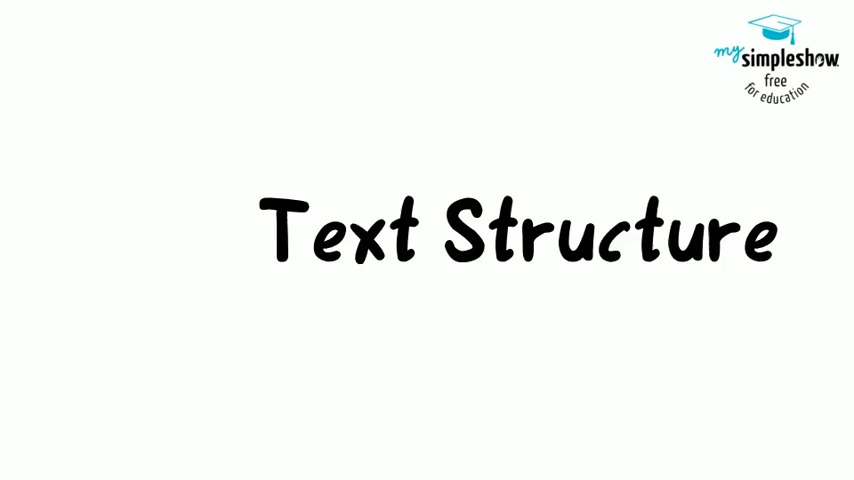 my
simpleshow
free
for education
Text Structure